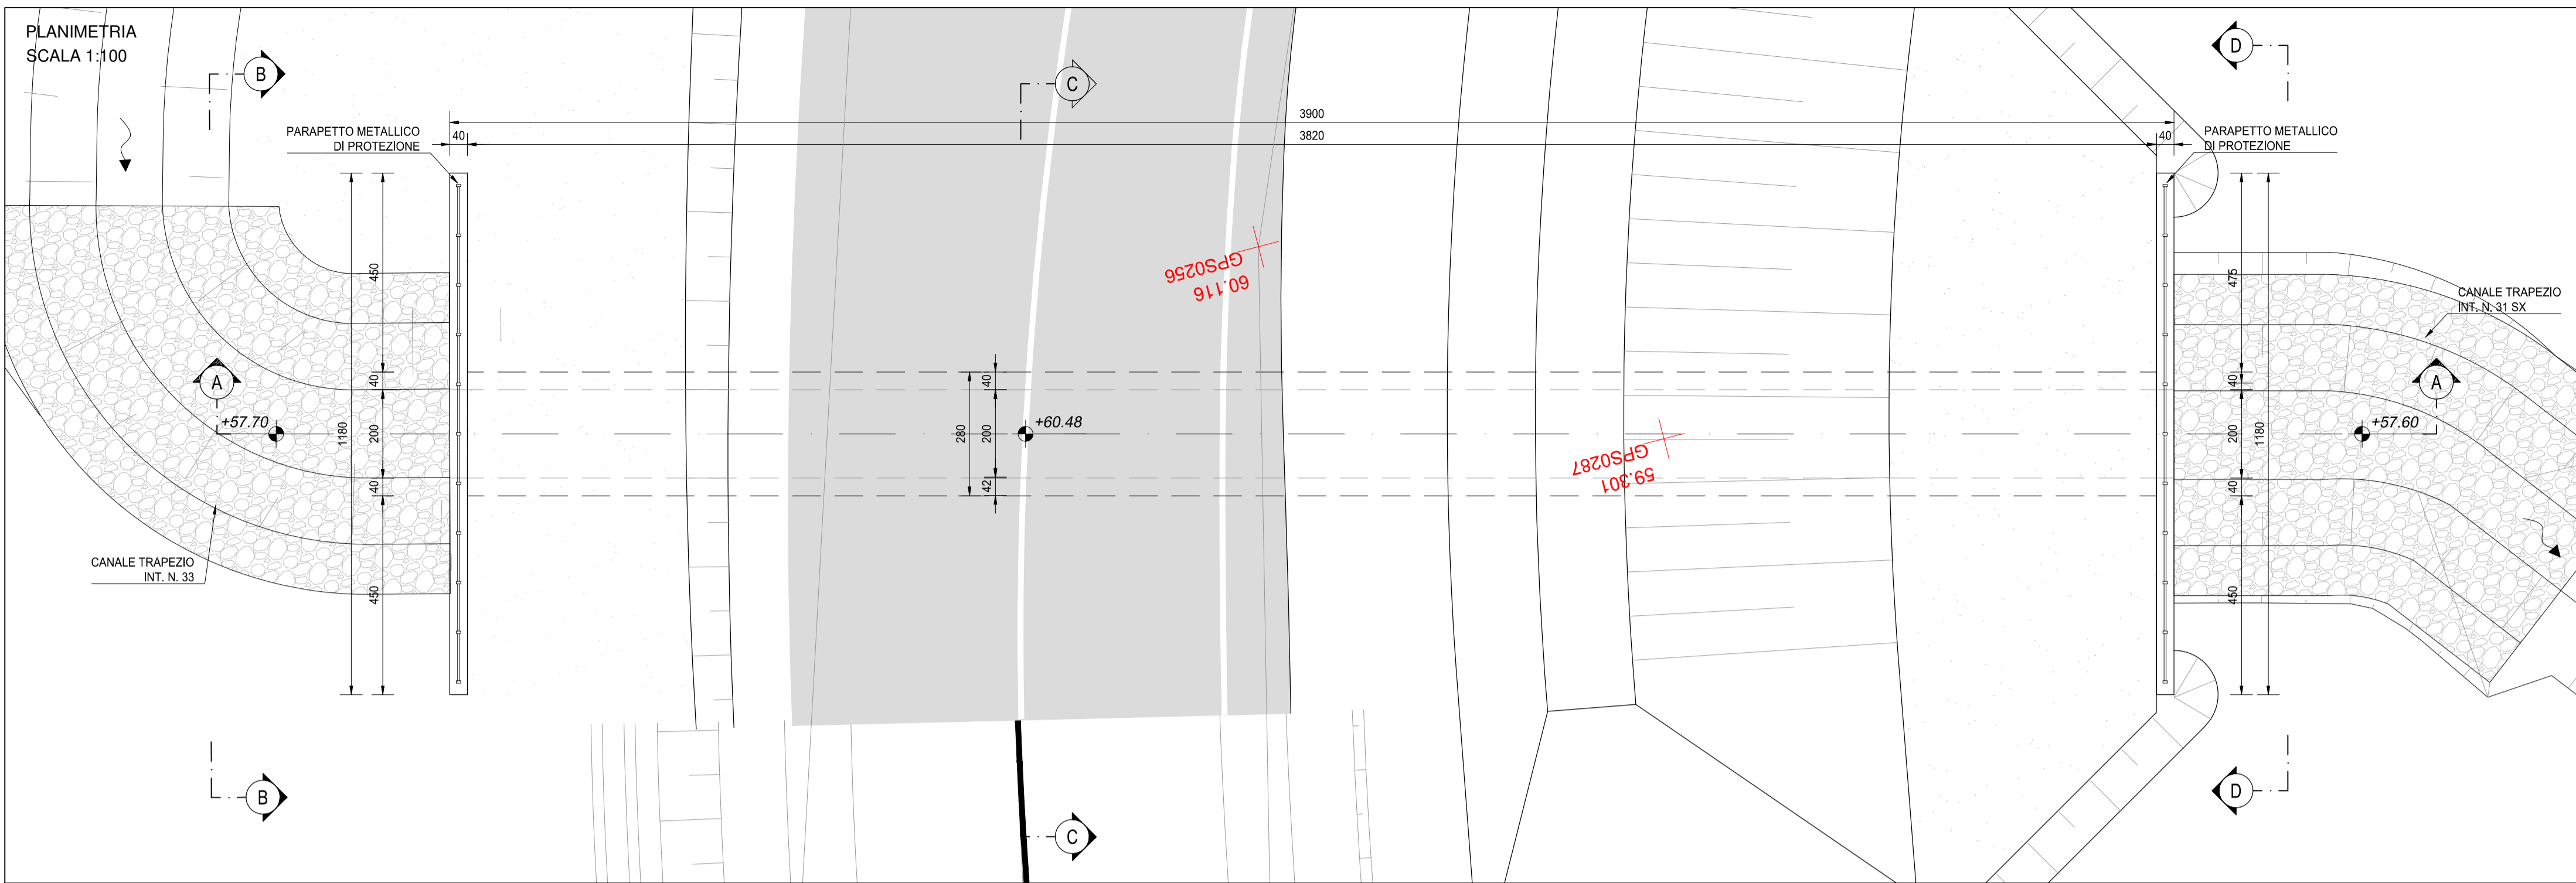 PLANIMETRIA
SCALA 1:100
B
C
D
3900
3820
40
40
PARAPETTO METALLICO
DI PROTEZIONE
PARAPETTO METALLICO
DI PROTEZIONE
450
40
200
40
450
1180
A
+57.70
CANALE TRAPEZIO
INT. N. 33
280
40
200
42
+60.48
GPS0256
60.116
GPS0287
59.301
475
40
200
40
450
1180
CANALE TRAPEZIO
INT. N. 31 SX
A
+57.60
B
C
D